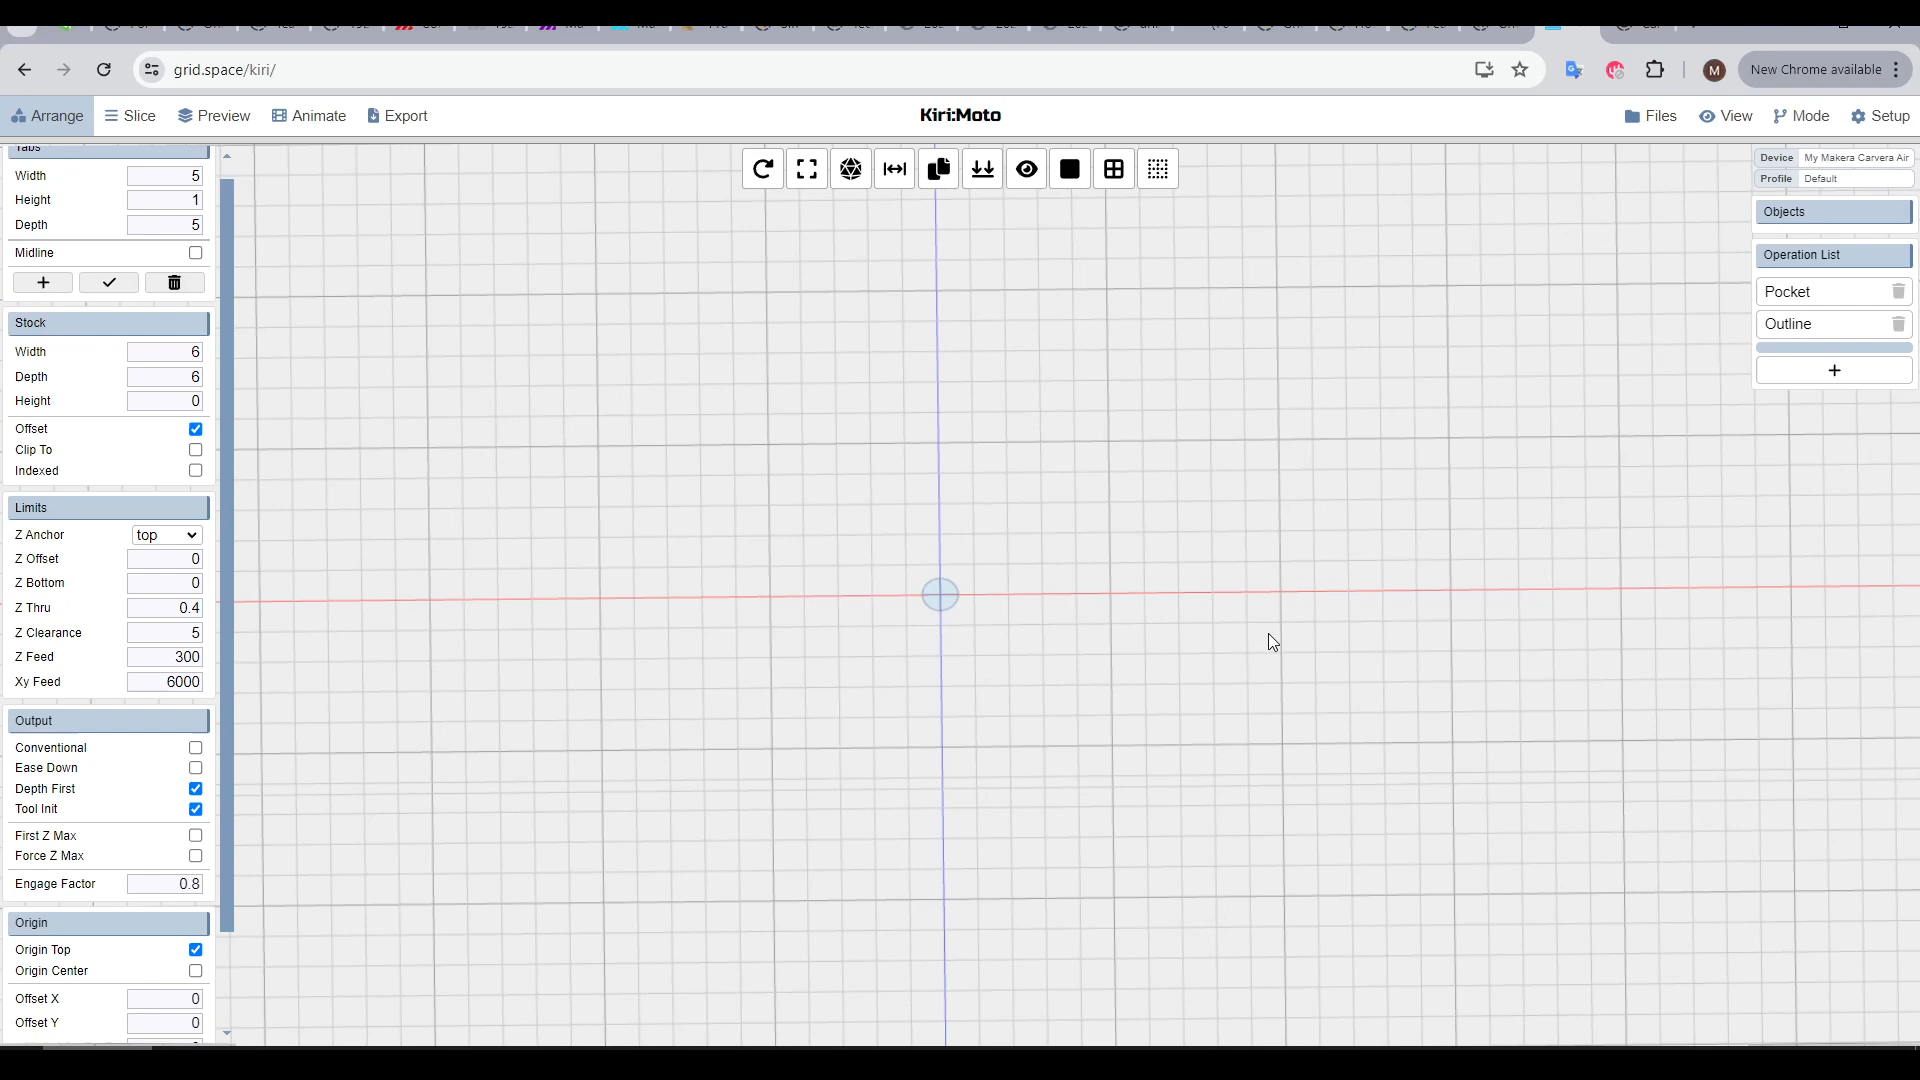 grid.space/kiri/
M
New Chrome available
Arrange
Slice
Preview
Animate
Export
Kiri:Moto
Files
View
Mode
Setup
Tabs
Width 5
Height 1
Depth 5
Midline
Stock
Width 6
Depth 6
Height 0
Offset
Clip To
Indexed
Limits
Z Anchor top
Z Offset 0
Z Bottom 0
Z Thru 0.4
Z Clearance 5
Z Feed 300
Xy Feed 6000
Output
Conventional
Ease Down
Depth First
Tool Init
First Z Max
Force Z Max
Engage Factor 0.8
Origin
Origin Top
Origin Center
Offset X 0
Offset Y 0
Device My Makera Carvera Air
Profile Default
Objects
Operation List
Pocket
Outline
+